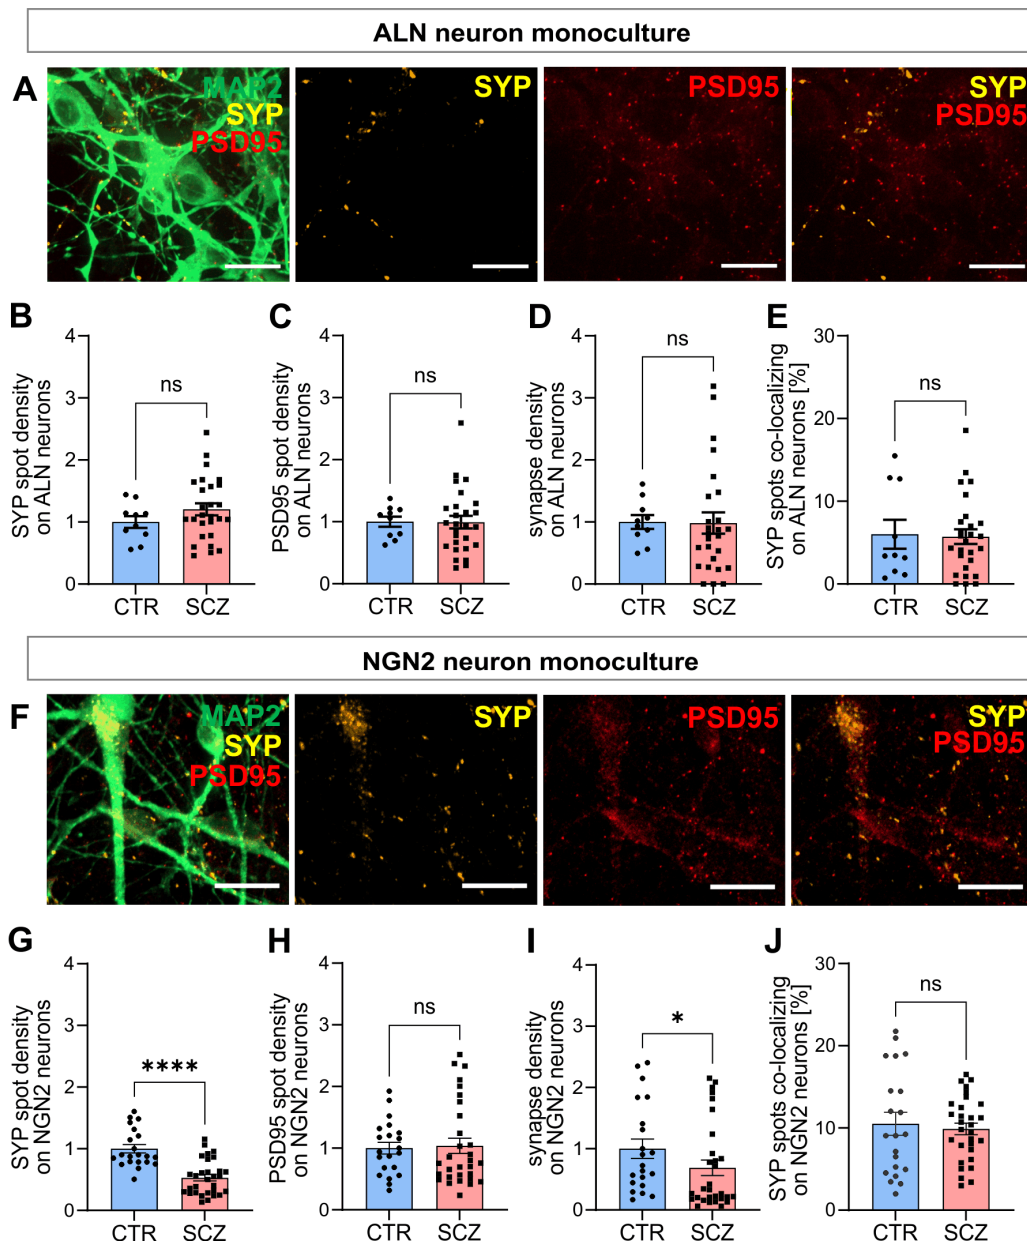 ALN neuron monoculture
A
MAP2
SYP
PSD95
SYP
PSD95
SYP
PSD95
B
SYP spot density
on ALN neurons
4
3
2
1
0
ns
CTR SCZ
C
PSD95 spot density
on ALN neurons
4
3
2
1
0
ns
CTR SCZ
D
synapse density
on ALN neurons
4
3
2
1
0
ns
CTR SCZ
E
SYP spots co-localizing
on ALN neurons [%]
30
20
10
0
ns
CTR SCZ
NGN2 neuron monoculture
F
MAP2
SYP
PSD95
SYP
PSD95
SYP
PSD95
G
SYP spot density
on NGN2 neurons
4
3
2
1
0
****
CTR SCZ
H
PSD95 spot density
on NGN2 neurons
4
3
2
1
0
ns
CTR SCZ
I
synapse density
on NGN2 neurons
4
3
2
1
0
*
CTR SCZ
J
SYP spots co-localizing
on NGN2 neurons [%]
30
20
10
0
ns
CTR SCZ